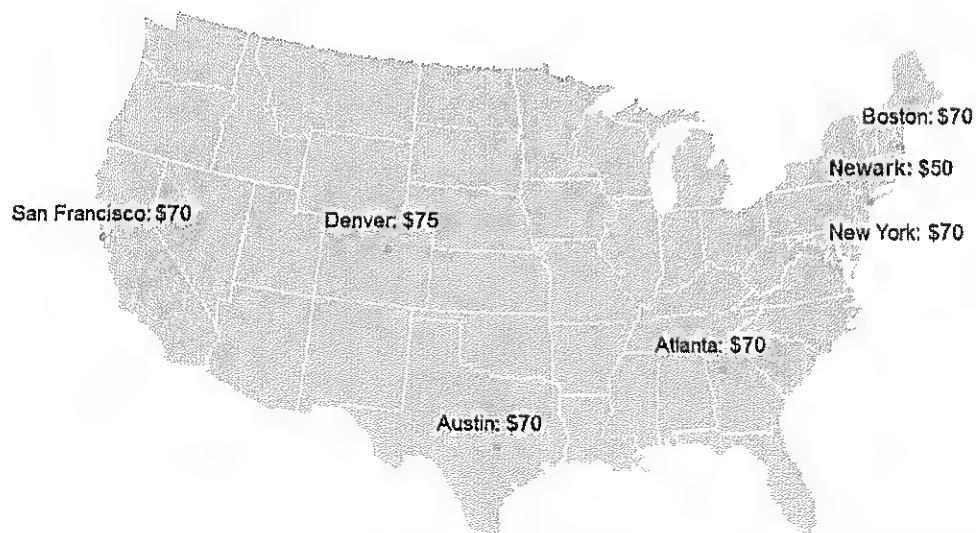 Boston: $70
Newark: $50
San Francisco: $70
Denver: $75
New York: $70
Atlanta: $70
Austin: $70